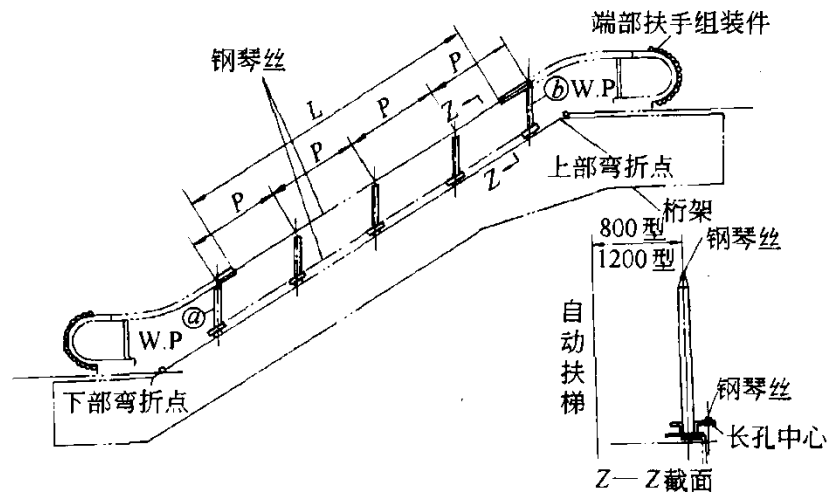 端部扶手组装件
钢琴丝
P
P
Z
L
P
ⓑ W.P
P
P
Z
上部弯折点
桁架
800型
1200型
钢琴丝
ⓐ
W.P
下部弯折点
自动扶梯
钢琴丝
长孔中心
Z—Z截面